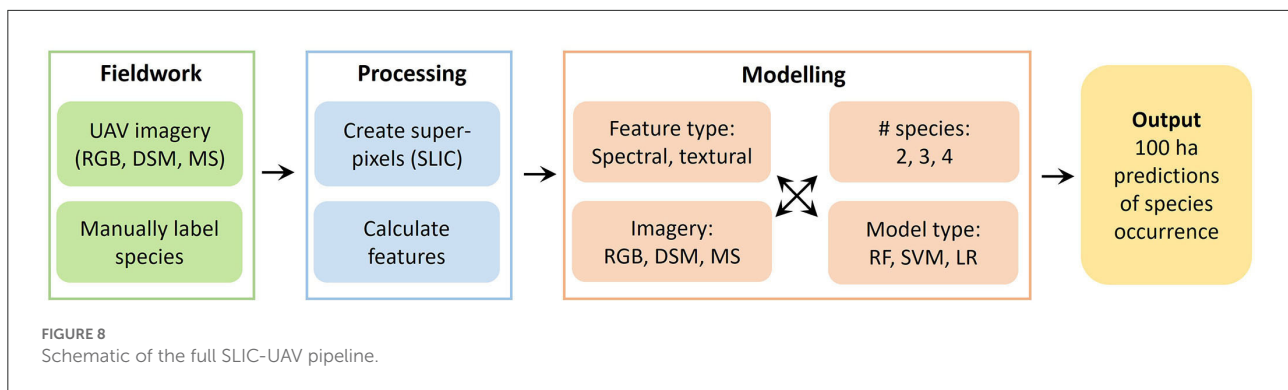 Fieldwork
UAV imagery
(RGB, DSM, MS)
Manually label
species
Processing
Create super-
pixels (SLIC)
Calculate
features
Modelling
Feature type:
Spectral, textural
# species:
2, 3, 4
Imagery:
RGB, DSM, MS
Model type:
RF, SVM, LR
Output
100 ha
predictions
of species
occurrence
FIGURE 8
Schematic of the full SLIC-UAV pipeline.